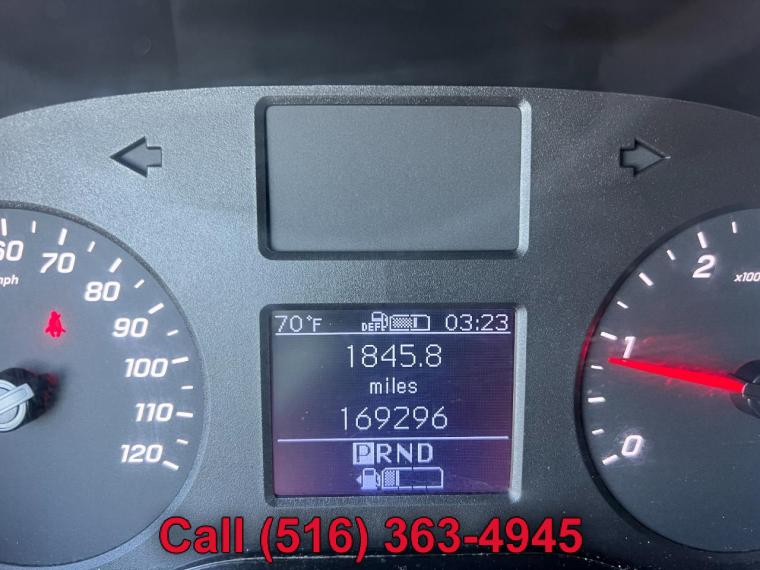 60 70 80 90 100 110 120
mph
70°F DEF 03:23
1845.8
miles
169296
PRND
2
x100
1
0
Call (516) 363-4945